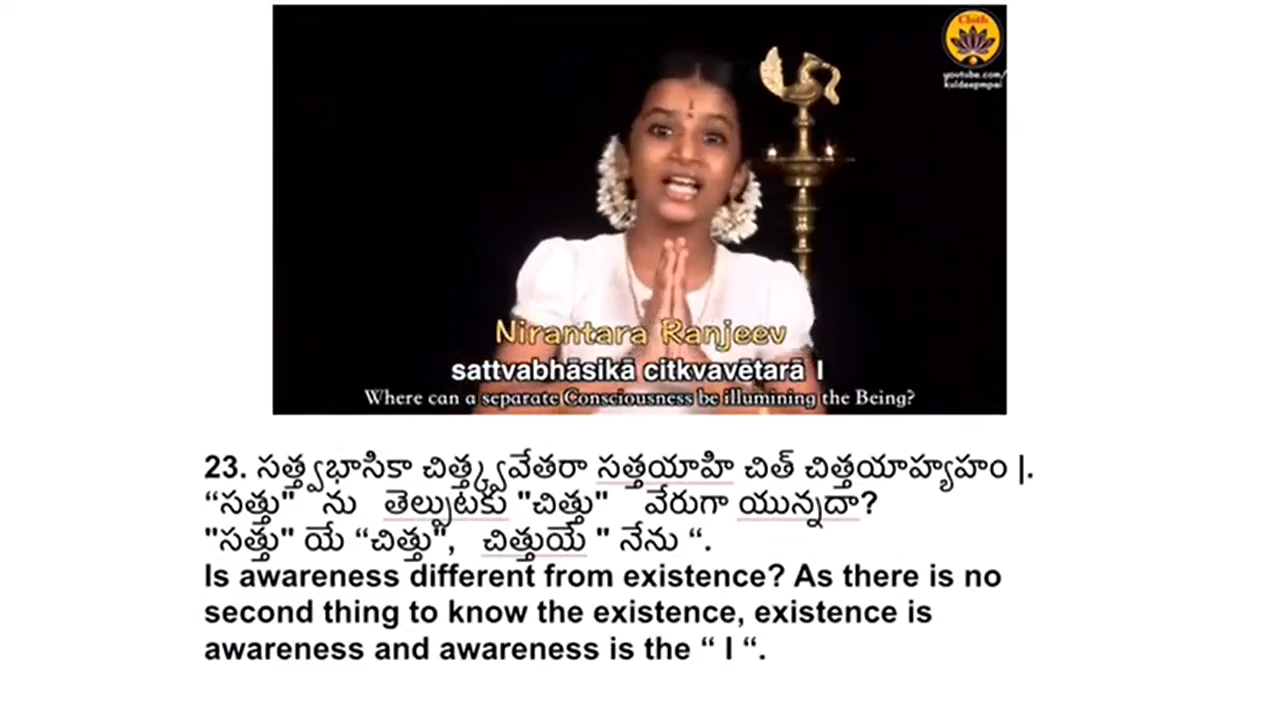 Chith
youtube.com/
kuldeepmpai
Nirantara Ranjeev
sattvabhāsikā citkvavētarā |
Where can a separate Consciousness be illumining the Being?
23. సత్త్వభాసికా చిత్త్క్వవేతరా సత్తయాహి చిత్ చిత్తయాహ్యహం |.
“సత్తు" ను తెల్పుటకు "చిత్తు" వేరుగా యున్నదా?
"సత్తు" యే “చిత్తు", చిత్తుయే " నేను “.
Is awareness different from existence? As there is no
second thing to know the existence, existence is
awareness and awareness is the “ I “.